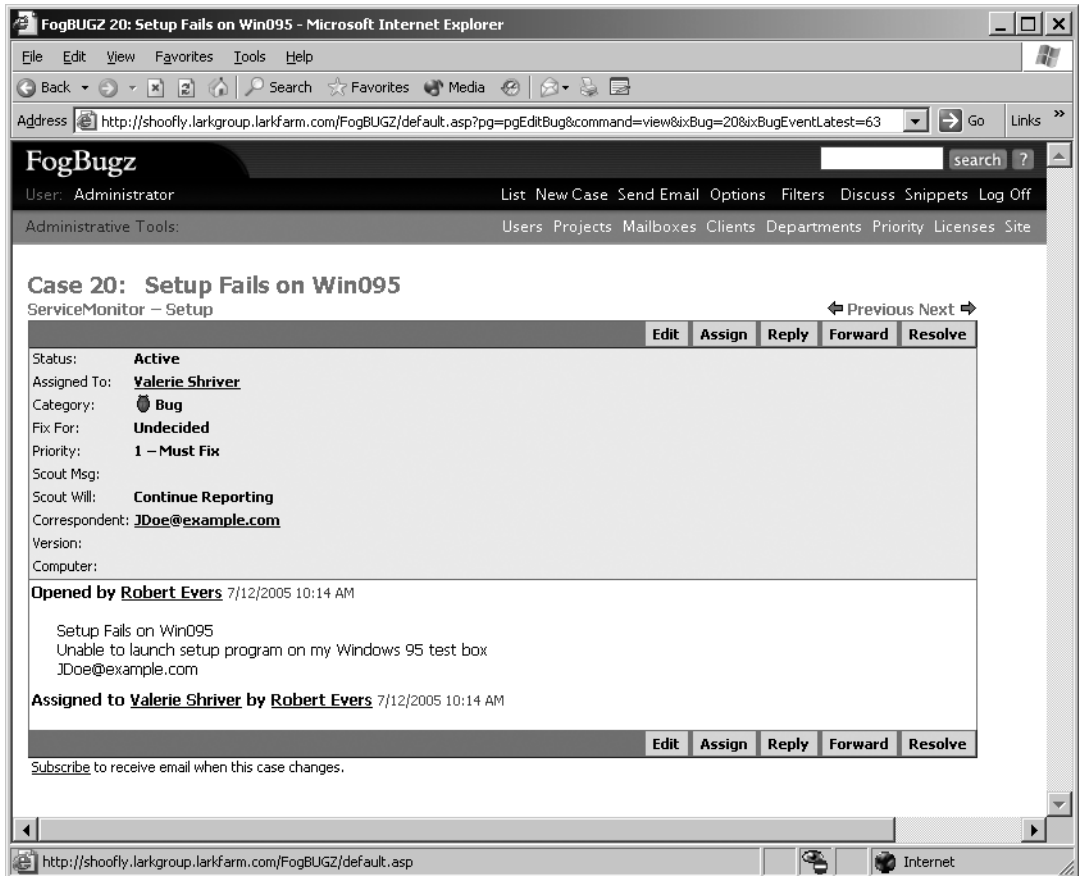 FogBUGZ 20: Setup Fails on Win095 - Microsoft Internet Explorer
File Edit View Favorites Tools Help
Back Search Favorites Media
Address http://shoofly.larkgroup.larkfarm.com/FogBUGZ/default.asp?pg=pgEditBug&command=view&ixBug=20&ixBugEventLatest=63 Go Links »
FogBugz search ?
User: Administrator List New Case Send Email Options Filters Discuss Snippets Log Off
Administrative Tools: Users Projects Mailboxes Clients Departments Priority Licenses Site
Case 20: Setup Fails on Win095
ServiceMonitor – Setup Previous Next
Edit Assign Reply Forward Resolve
Status: Active
Assigned To: Valerie Shriver
Category: Bug
Fix For: Undecided
Priority: 1 – Must Fix
Scout Msg:
Scout Will: Continue Reporting
Correspondent: JDoe@example.com
Version:
Computer:
Opened by Robert Evers 7/12/2005 10:14 AM
Setup Fails on Win095
Unable to launch setup program on my Windows 95 test box
JDoe@example.com
Assigned to Valerie Shriver by Robert Evers 7/12/2005 10:14 AM
Edit Assign Reply Forward Resolve
Subscribe to receive email when this case changes.
http://shoofly.larkgroup.larkfarm.com/FogBUGZ/default.asp Internet